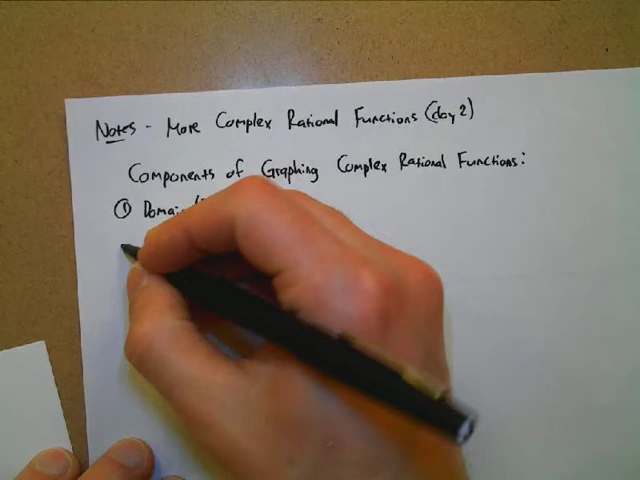 Notes - More Complex Rational Functions (day 2)
Components of Graphing Complex Rational Functions:
① Domain